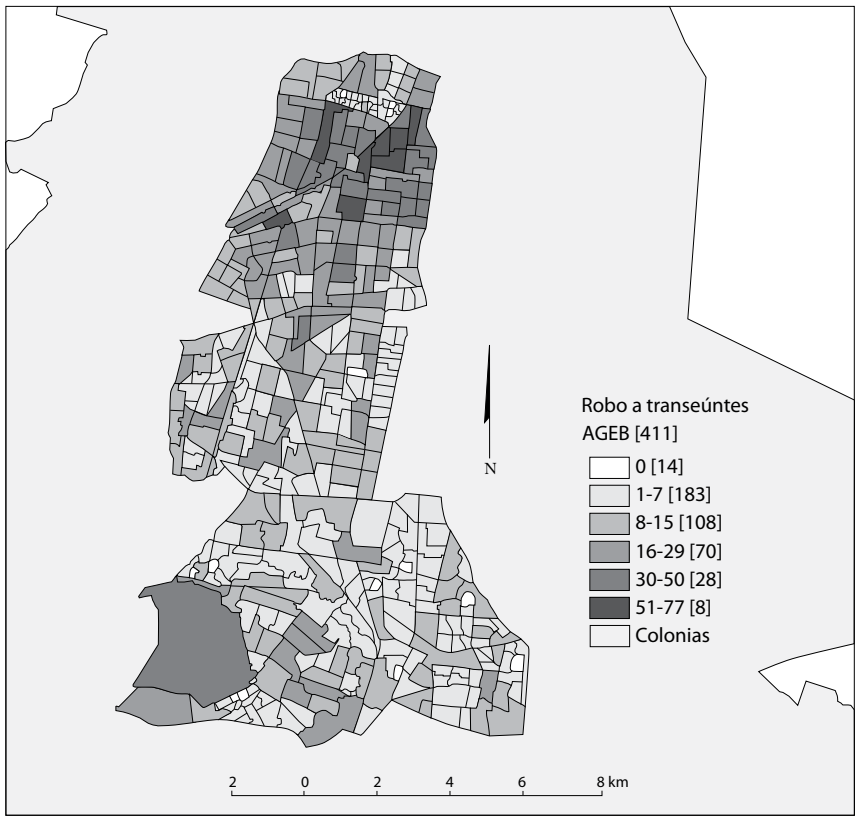 N
Robo a transeúntes
AGEB [411]
0 [14]
1-7 [183]
8-15 [108]
16-29 [70]
30-50 [28]
51-77 [8]
Colonias
2 0 2 4 6 8 km